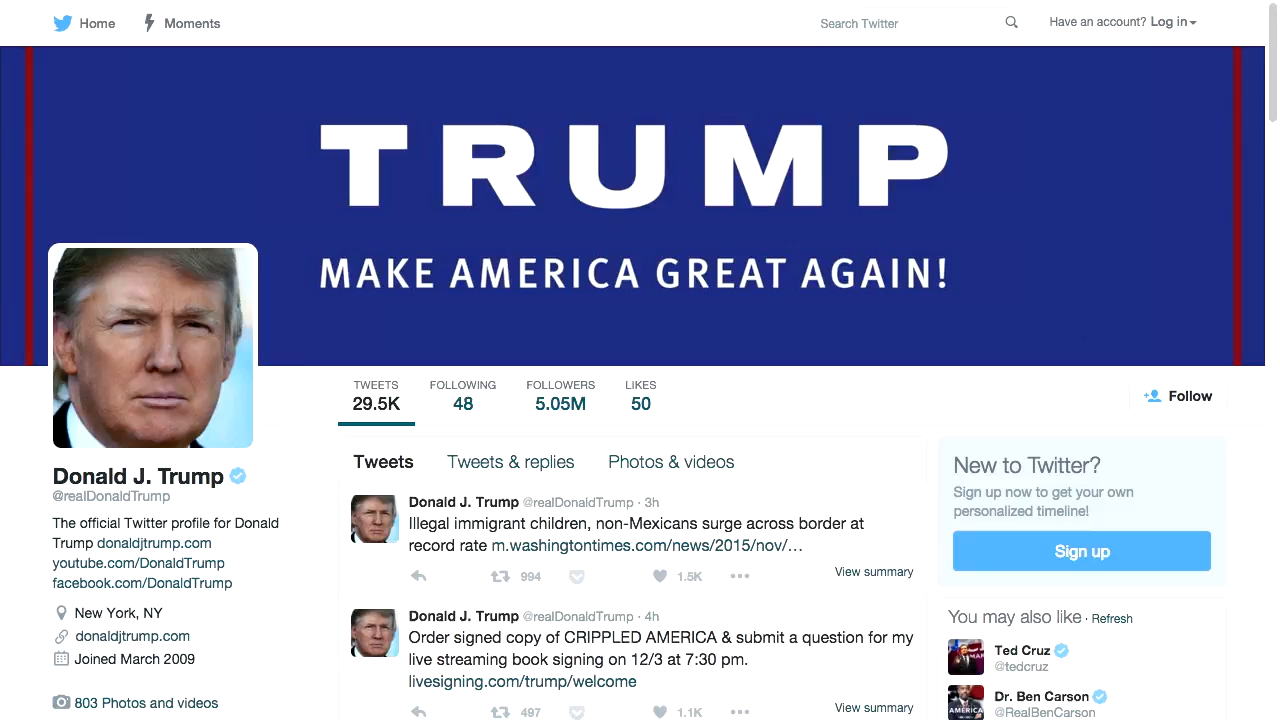 Home
Moments
Search Twitter
Have an account? Log in
TRUMP
MAKE AMERICA GREAT AGAIN!
TWEETS
29.5K
FOLLOWING
48
FOLLOWERS
5.05M
LIKES
50
Follow
Donald J. Trump
@realDonaldTrump
The official Twitter profile for Donald
Trump donaldjtrump.com
youtube.com/DonaldTrump
facebook.com/DonaldTrump
New York, NY
donaldjtrump.com
Joined March 2009
803 Photos and videos
Tweets
Tweets & replies
Photos & videos
Donald J. Trump @realDonaldTrump · 3h
Illegal immigrant children, non-Mexicans surge across border at
record rate m.washingtontimes.com/news/2015/nov/…
994
1.5K
View summary
Donald J. Trump @realDonaldTrump · 4h
Order signed copy of CRIPPLED AMERICA & submit a question for my
live streaming book signing on 12/3 at 7:30 pm.
livesigning.com/trump/welcome
497
1.1K
View summary
New to Twitter?
Sign up now to get your own
personalized timeline!
Sign up
You may also like · Refresh
Ted Cruz
@tedcruz
Dr. Ben Carson
@RealBenCarson
AMERICA